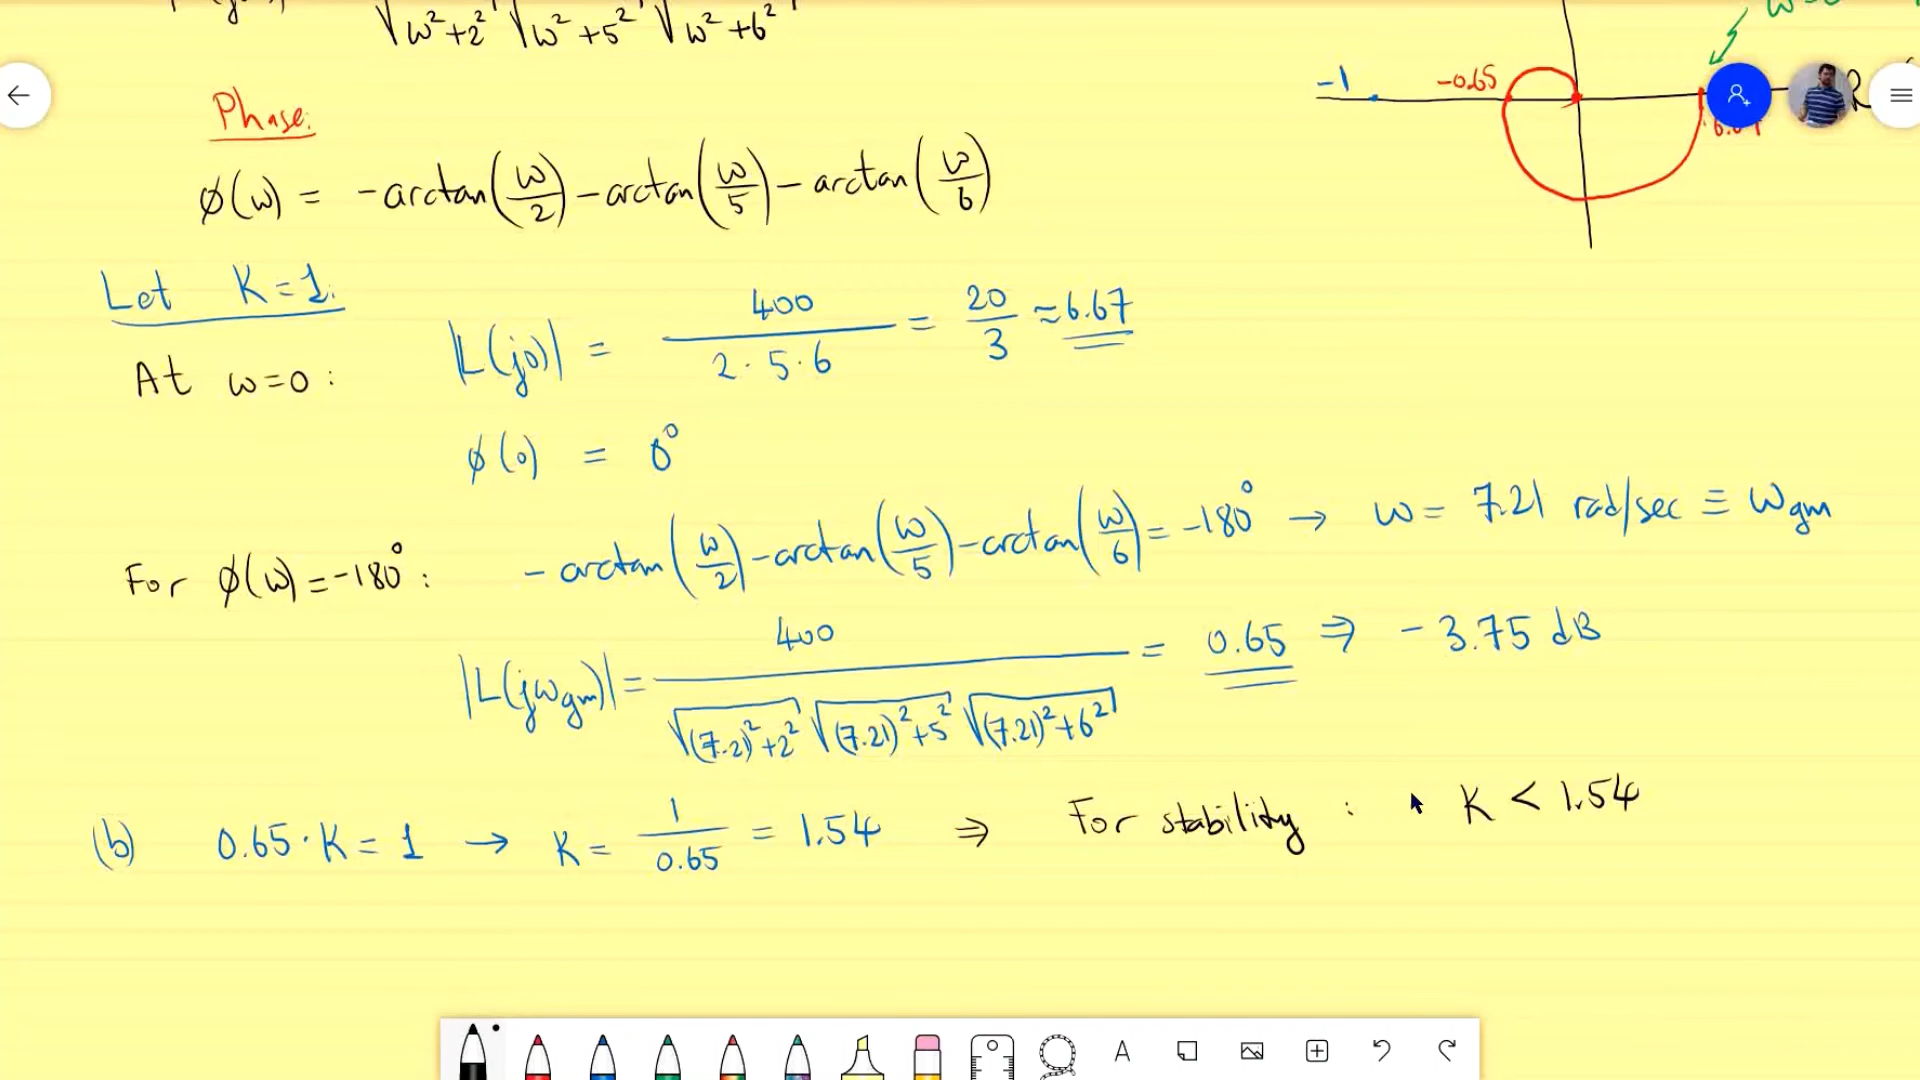 √ω²+2² √ω²+5² √ω²+6²
-1 -0.65
Phase:
φ(ω) = -arctan(ω/2) - arctan(ω/5) - arctan(ω/6)
Let K=1:
At ω=0: |L(j0)| = 400/(2·5·6) = 20/3 ≈ 6.67
φ(0) = 0°
For φ(ω)=-180°: -arctan(ω/2) - arctan(ω/5) - arctan(ω/6) = -180° → ω = 7.21 rad/sec ≡ ωgm
|L(jωgm)| = 400/(√(7.21)²+2² √(7.21)²+5² √(7.21)²+6²) = 0.65 ⇒ -3.75 dB
(b) 0.65·K = 1 → K = 1/0.65 = 1.54 ⇒ For stability : K < 1.54
A